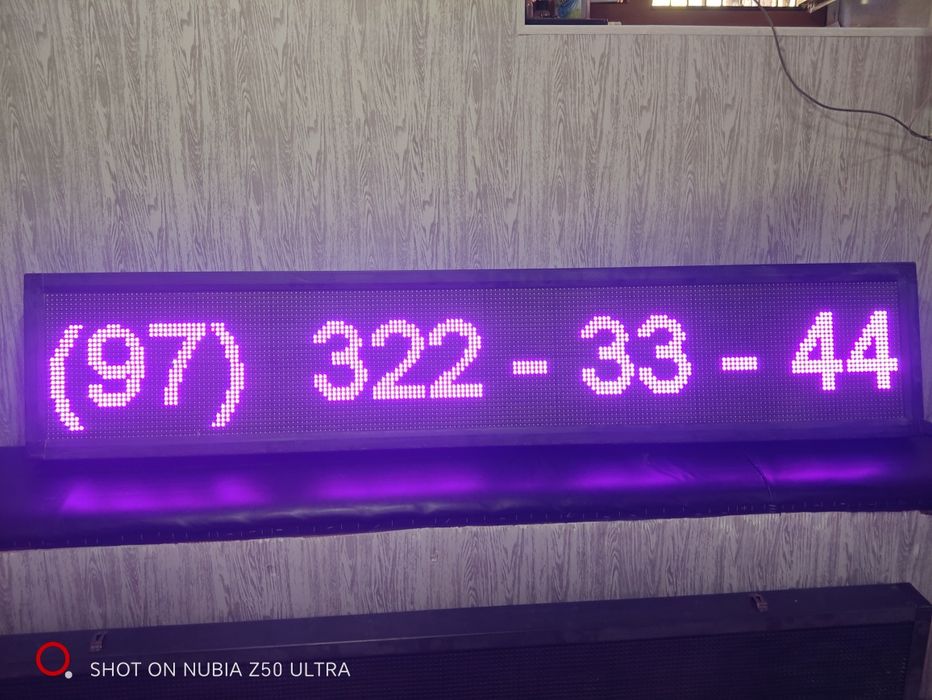 (97) 322 - 33 - 44
SHOT ON NUBIA Z50 ULTRA